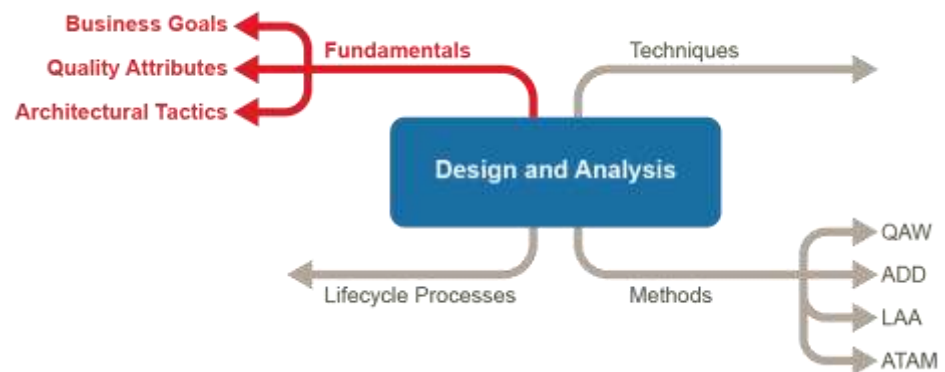 Business Goals
Quality Attributes
Architectural Tactics
Fundamentals
Techniques
Design and Analysis
Lifecycle Processes
Methods
QAW
ADD
LAA
ATAM